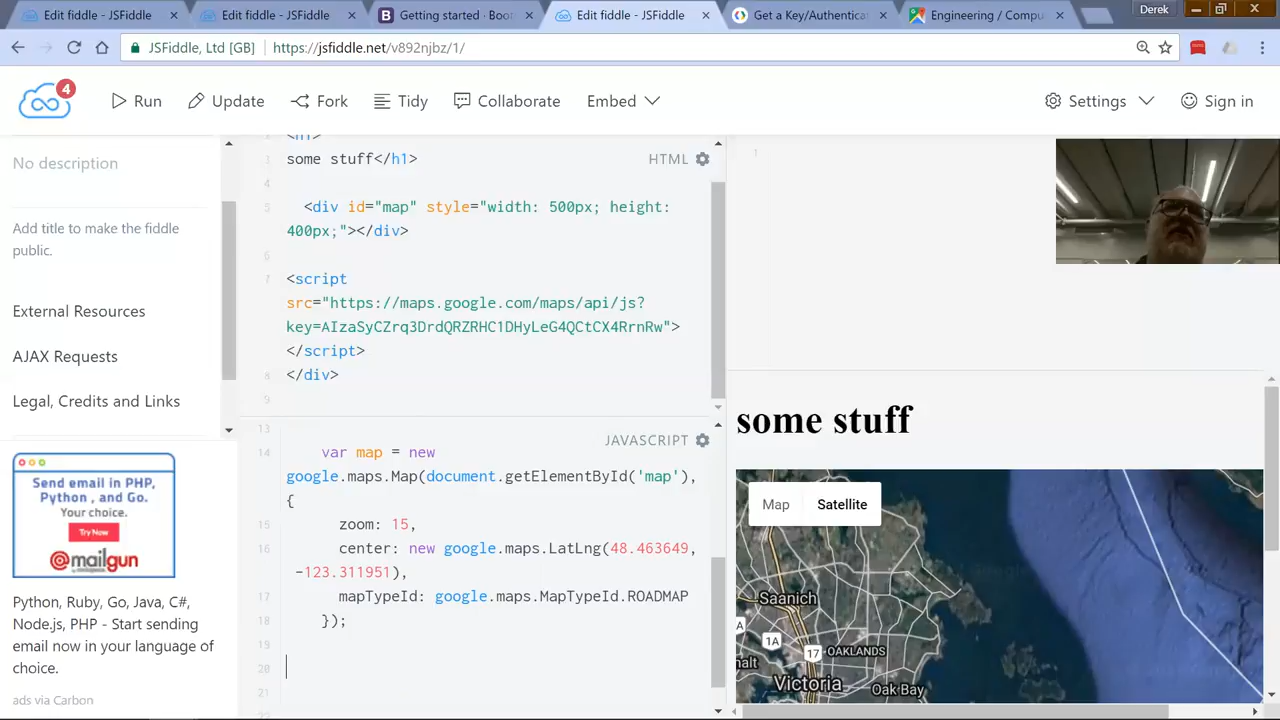 Edit fiddle - JSFiddle
Edit fiddle - JSFiddle
Getting started · Boot
Edit fiddle - JSFiddle
Get a Key/Authentica
Engineering / Compu
Derek
JSFiddle, Ltd [GB]
https://jsfiddle.net/v892njbz/1/
4
Run
Update
Fork
Tidy
Collaborate
Embed
Settings
Sign in
No description
Add title to make the fiddle
public.
External Resources
AJAX Requests
Legal, Credits and Links
Send email in PHP,
Python, and Go.
Your choice.
Try Now
@mailgun
Python, Ruby, Go, Java, C#,
Node.js, PHP - Start sending
email now in your language of
choice.
ads via Carbon
HTML
<h1>
3 some stuff</h1>
4
5 <div id="map" style="width: 500px; height:
400px;"></div>
6
7 <script
src="https://maps.google.com/maps/api/js?
key=AIzaSyCZrq3DrdQRZRHC1DHyLeG4QCtCX4RrnRw">
</script>
8 </div>
9
JAVASCRIPT
13
14 var map = new
google.maps.Map(document.getElementById('map'),
{
15 zoom: 15,
16 center: new google.maps.LatLng(48.463649,
-123.311951),
17 mapTypeId: google.maps.MapTypeId.ROADMAP
18 });
19
20
21
1
some stuff
Map
Satellite
Saanich
A
1A
17
OAKLANDS
nalt
Victoria
Oak Bay